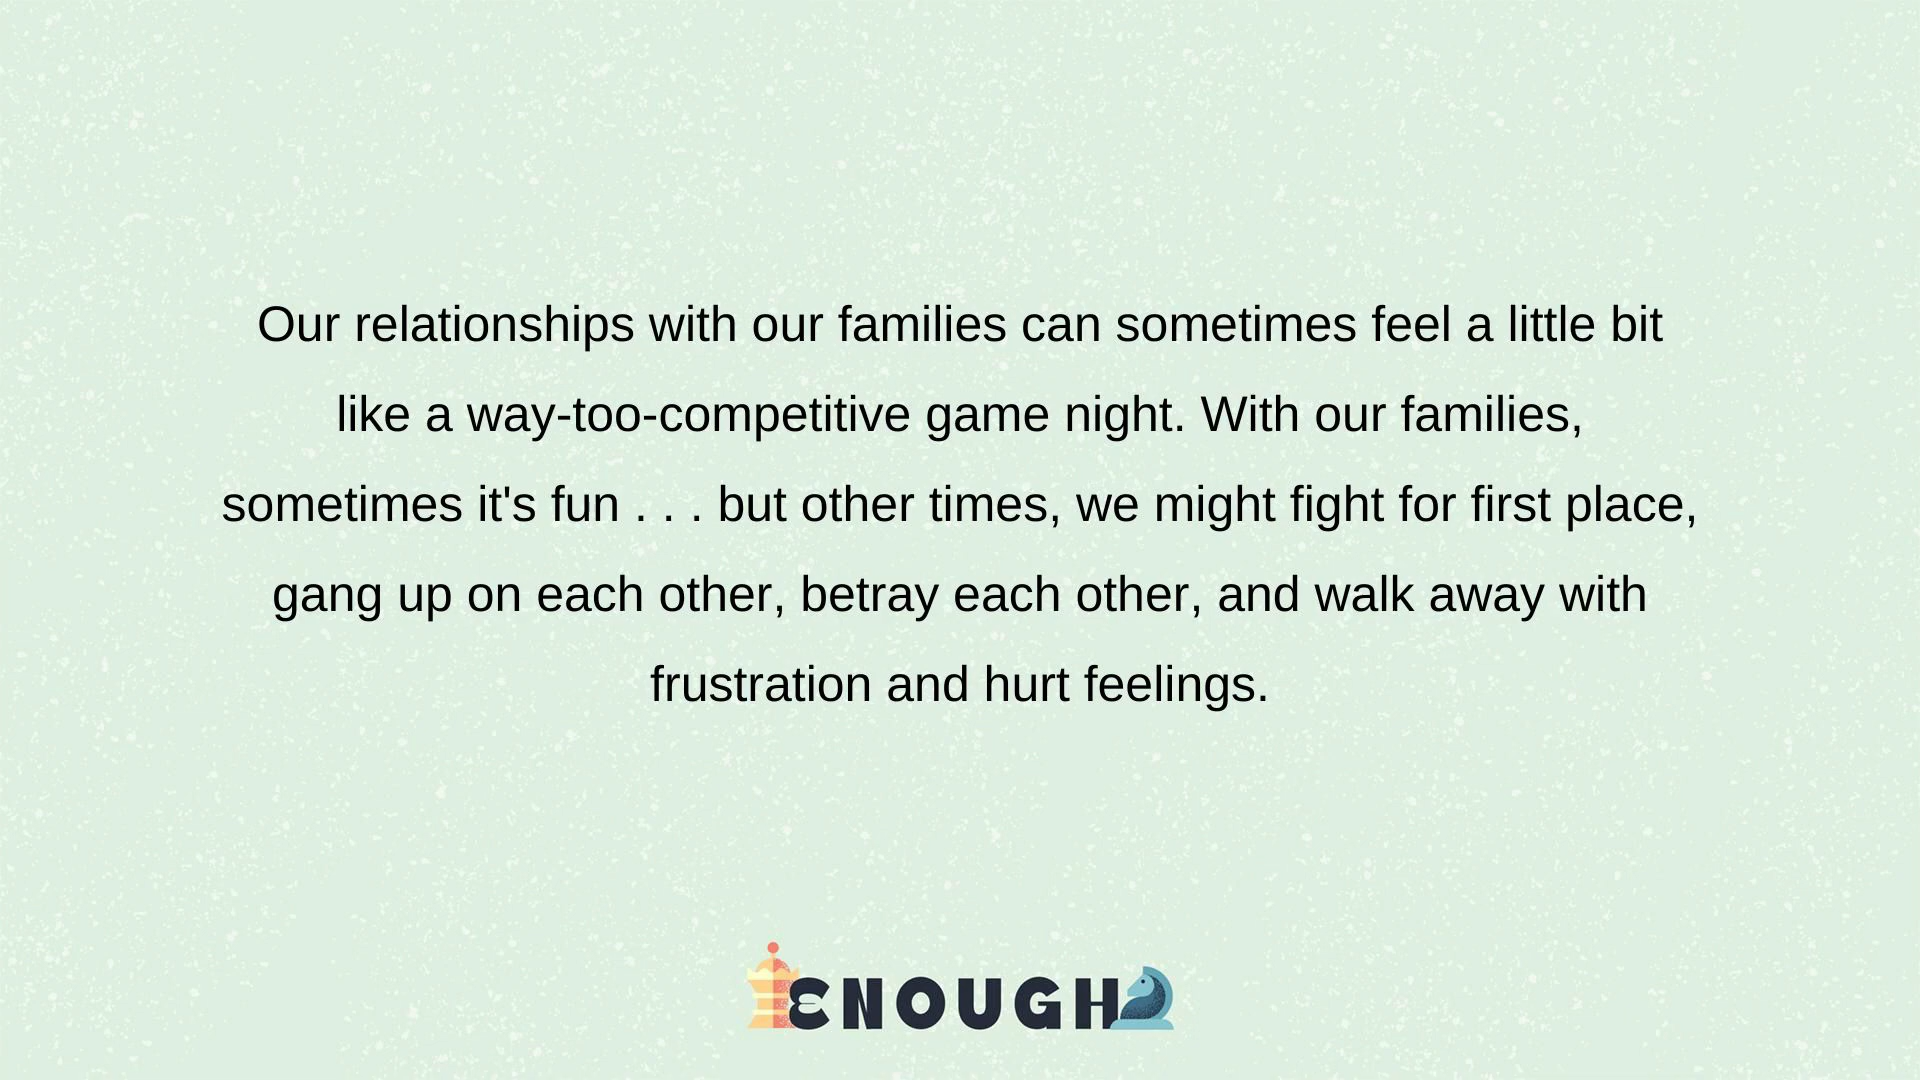 Our relationships with our families can sometimes feel a little bit
like a way-too-competitive game night. With our families,
sometimes it's fun . . . but other times, we might fight for first place,
gang up on each other, betray each other, and walk away with
frustration and hurt feelings.
ENOUGH